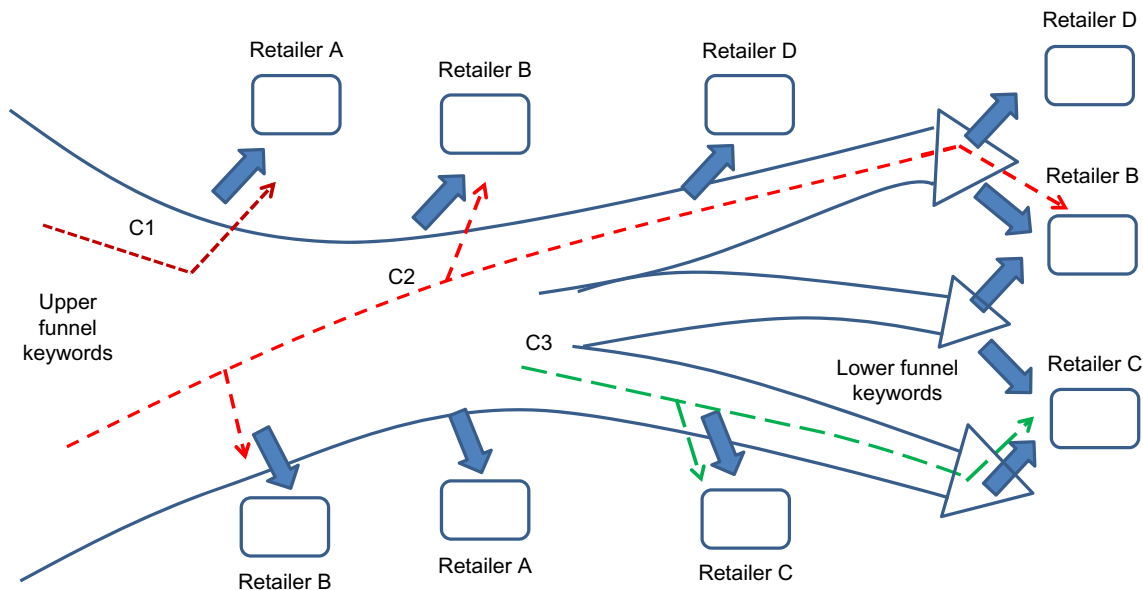 Retailer D
Retailer A
Retailer B
Retailer D
Retailer B
C1
C2
Upper
funnel
keywords
C3
Lower funnel
keywords
Retailer C
Retailer B
Retailer A
Retailer C